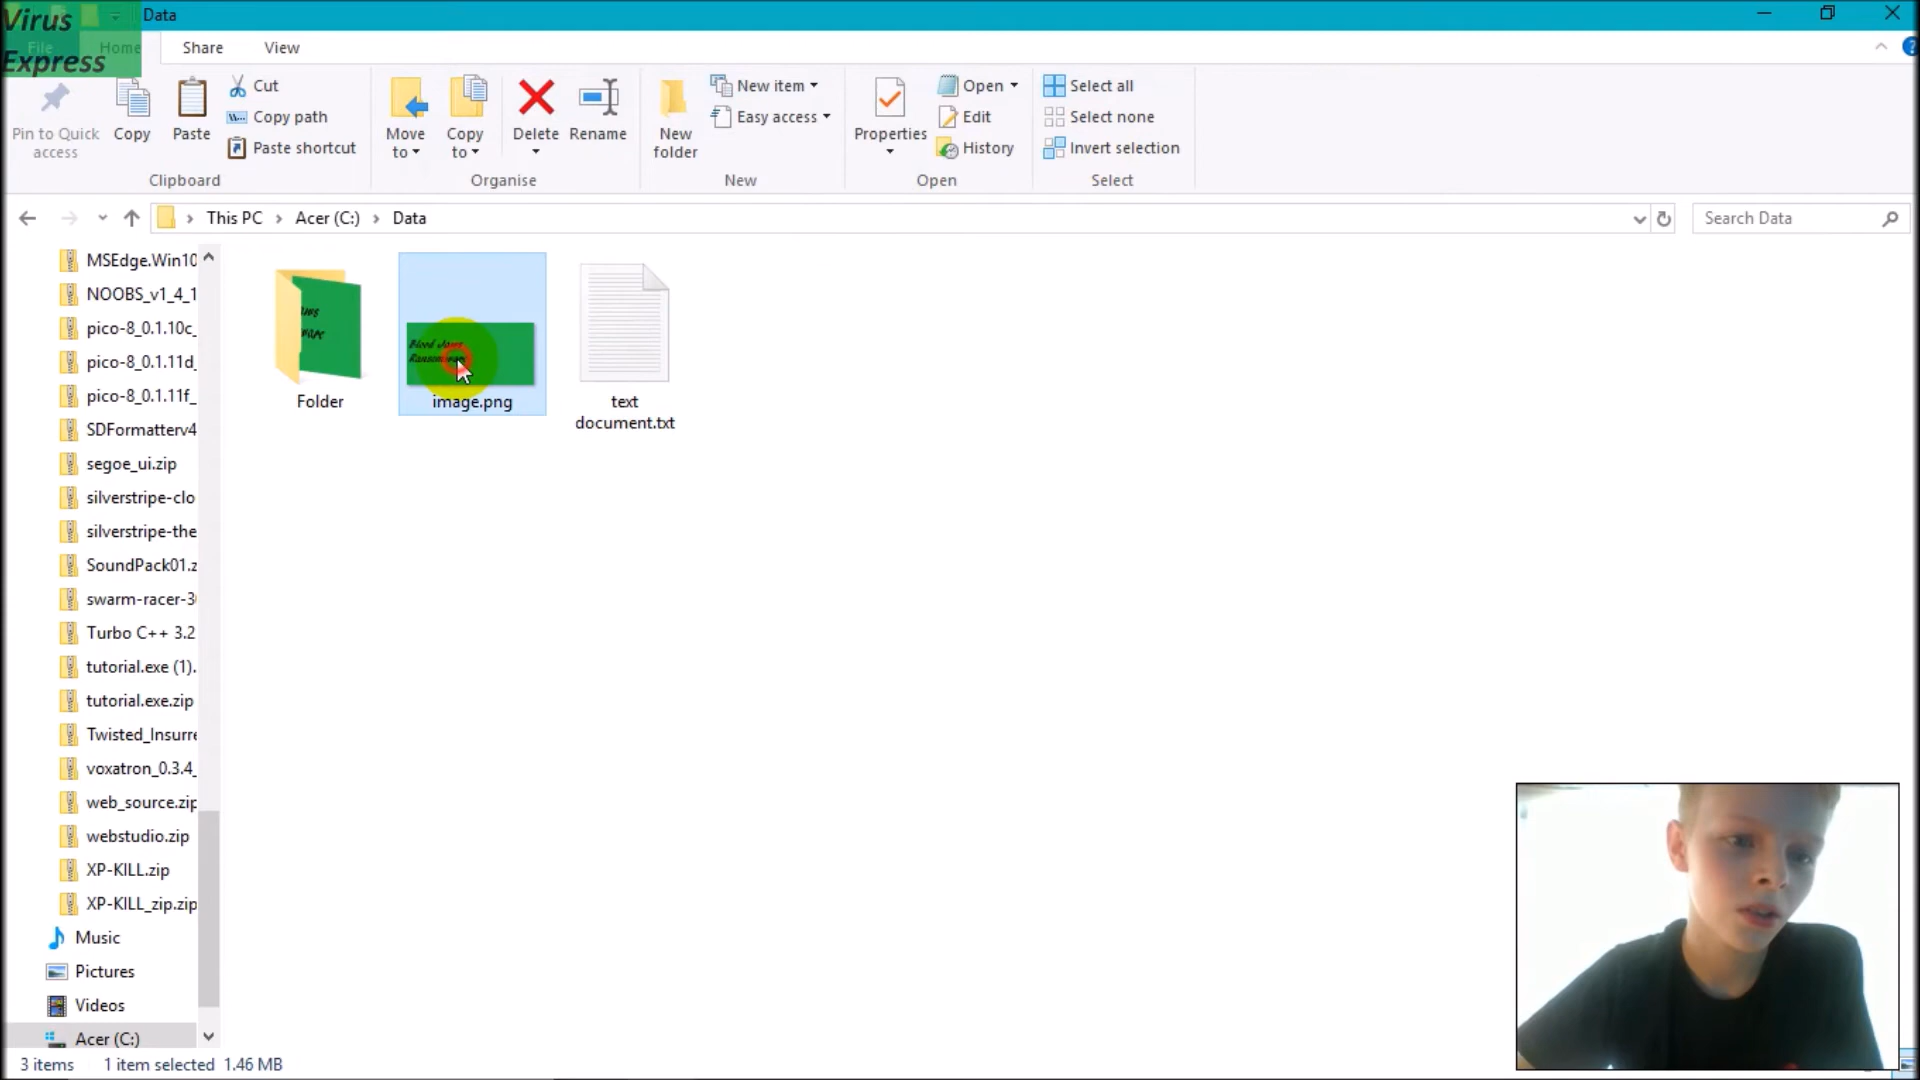 Virus
Express
Data
File
Home
Share
View
Pin to Quick
access
Copy
Paste
Cut
Copy path
Paste shortcut
Clipboard
Move
to
Copy
to
Delete
Rename
Organise
New
folder
New item
Easy access
New
Properties
Open
Edit
History
Open
Select all
Select none
Invert selection
Select
This PC
Acer (C:)
Data
Search Data
MSEdge.Win10
NOOBS_v1_4_1
pico-8_0.1.10c_
pico-8_0.1.11d_
pico-8_0.1.11f_
SDFormatterv4
segoe_ui.zip
silverstripe-clo
silverstripe-the
SoundPack01.z
swarm-racer-3
Turbo C++ 3.2
tutorial.exe (1).
tutorial.exe.zip
Twisted_Insurre
voxatron_0.3.4_
web_source.zip
webstudio.zip
XP-KILL.zip
XP-KILL_zip.zip
Music
Pictures
Videos
Acer (C:)
Folder
Blood Jaws
Ransomware
image.png
text
document.txt
3 items
1 item selected 1.46 MB